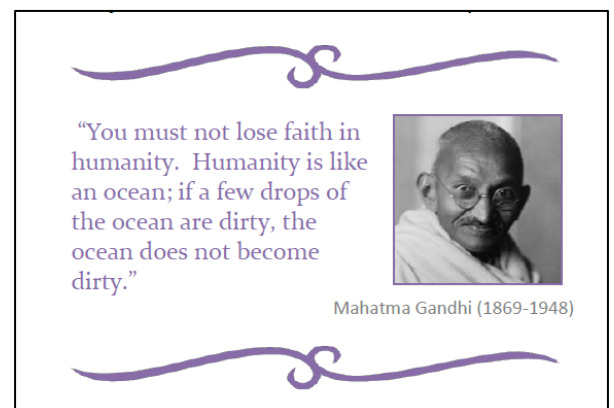 “You must not lose faith in
humanity.  Humanity is like
an ocean; if a few drops of
the ocean are dirty, the
ocean does not become
dirty.”
Mahatma Gandhi (1869-1948)